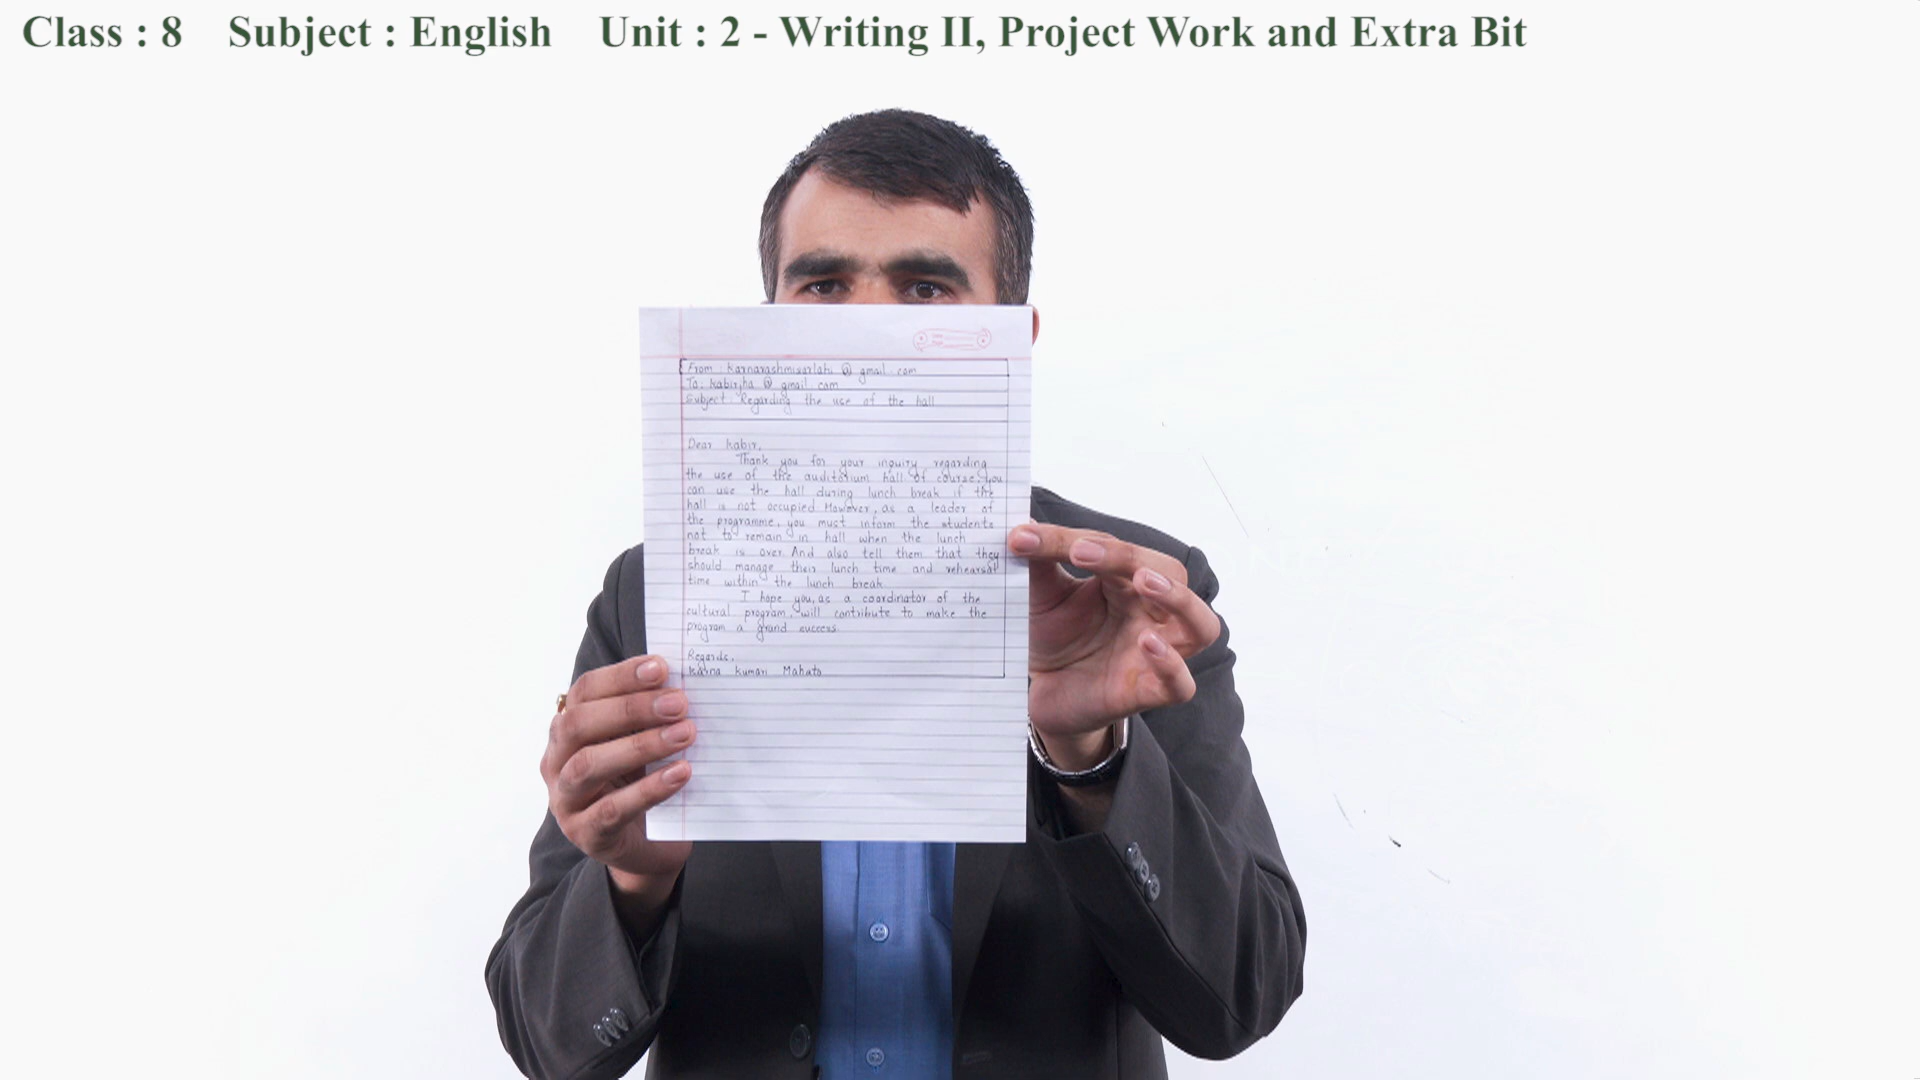 Class : 8    Subject : English    Unit : 2 - Writing II, Project Work and Extra Bit
From : karnarashmisarlahi @ gmail . com
To : kabirjha @ gmail . com
Subject : Regarding the use of the hall
Dear kabir,
Thank you for your inquiry regarding
the use of the auditorium hall. Of course, you
can use the hall during lunch break if the
hall is not occupied. However, as a leader of
the programme, you must inform the students
not to remain in hall when the lunch
break is over. And also tell them that they
should manage their lunch time and rehearsal
time within the lunch break.
I hope you, as a coordinator of the
cultural program, will contribute to make the
program a grand success.
Regards,
Karna kumari Mahato